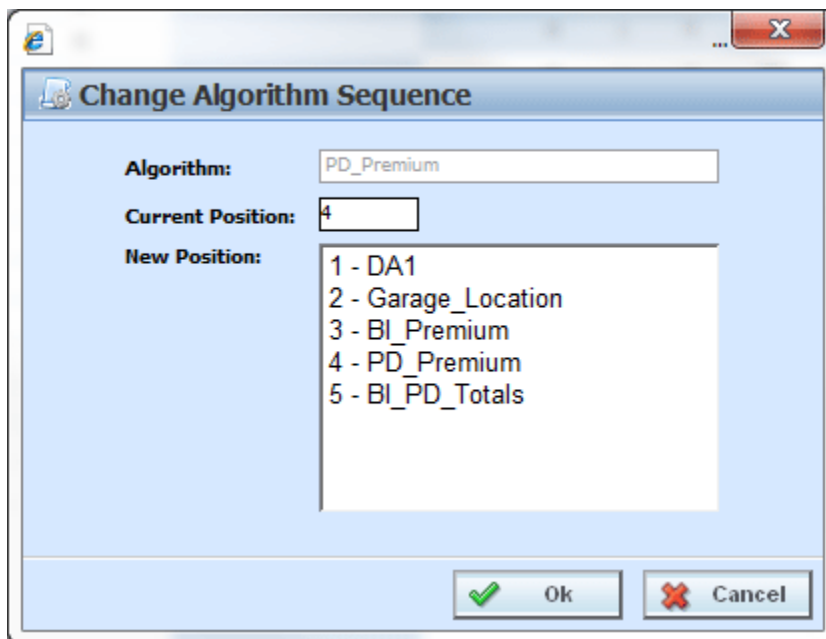 ...
Change Algorithm Sequence
Algorithm: PD_Premium
Current Position: 4
New Position:
1 - DA1
2 - Garage_Location
3 - BI_Premium
4 - PD_Premium
5 - BI_PD_Totals
Ok Cancel